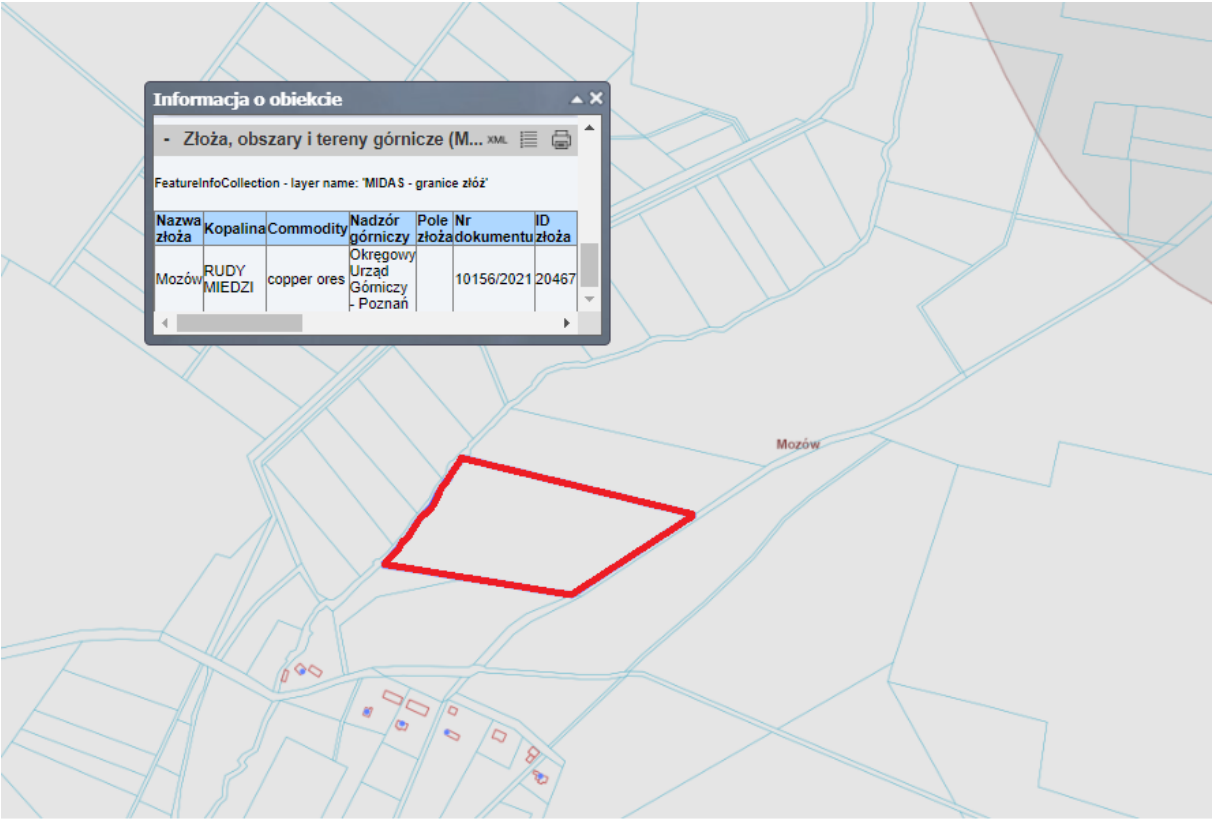 Informacja o obiekcie
- Złoża, obszary i tereny górnicze (M... XML
FeatureInfoCollection - layer name: 'MIDAS - granice złóż'
Nazwa złoża Kopalina Commodity Nadzór górniczy Pole złoża Nr dokumentu ID złoża
Mozów RUDY MIEDZI copper ores Okręgowy Urząd Górniczy - Poznań 10156/2021 20467
Mozów